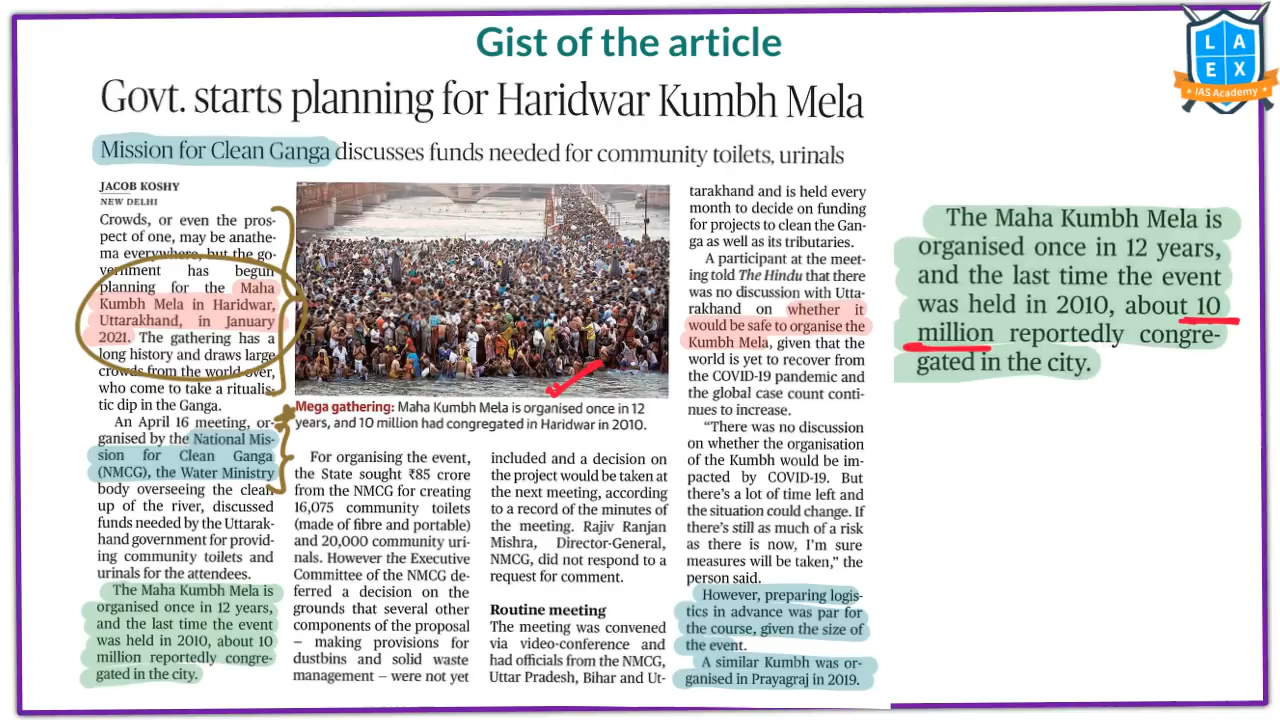 Gist of the article
L A
E X
IAS Academy
Govt. starts planning for Haridwar Kumbh Mela
Mission for Clean Ganga discusses funds needed for community toilets, urinals
JACOB KOSHY
NEW DELHI
Crowds, or even the pros-
pect of one, may be anathe-
ma everywhere, but the go-
vernment has begun
planning for the Maha
Kumbh Mela in Haridwar,
Uttarakhand, in January
2021. The gathering has a
long history and draws large
crowds from the world over,
who come to take a ritualis-
tic dip in the Ganga.
An April 16 meeting, or-
ganised by the National Mis-
sion for Clean Ganga
(NMCG), the Water Ministry
body overseeing the clean
up of the river, discussed
funds needed by the Uttarak-
hand government for provid-
ing community toilets and
urinals for the attendees.
The Maha Kumbh Mela is
organised once in 12 years,
and the last time the event
was held in 2010, about 10
million reportedly congre-
gated in the city.
Mega gathering: Maha Kumbh Mela is organised once in 12
years, and 10 million had congregated in Haridwar in 2010.
For organising the event,
the State sought ₹85 crore
from the NMCG for creating
16,075 community toilets
(made of fibre and portable)
and 20,000 community uri-
nals. However the Executive
Committee of the NMCG de-
ferred a decision on the
grounds that several other
components of the proposal
– making provisions for
dustbins and solid waste
management – were not yet
included and a decision on
the project would be taken at
the next meeting, according
to a record of the minutes of
the meeting. Rajiv Ranjan
Mishra, Director-General,
NMCG, did not respond to a
request for comment.
Routine meeting
The meeting was convened
via video-conference and
had officials from the NMCG,
Uttar Pradesh, Bihar and Ut-
tarakhand and is held every
month to decide on funding
for projects to clean the Gan-
ga as well as its tributaries.
A participant at the meet-
ing told The Hindu that there
was no discussion with Utta-
rakhand on whether it
would be safe to organise the
Kumbh Mela, given that the
world is yet to recover from
the COVID-19 pandemic and
the global case count conti-
nues to increase.
“There was no discussion
on whether the organisation
of the Kumbh would be im-
pacted by COVID-19. But
there’s a lot of time left and
the situation could change. If
there’s still as much of a risk
as there is now, I’m sure
measures will be taken,” the
person said.
However, preparing logis-
tics in advance was par for
the course, given the size of
the event.
A similar Kumbh was or-
ganised in Prayagraj in 2019.
The Maha Kumbh Mela is
organised once in 12 years,
and the last time the event
was held in 2010, about 10
million reportedly congre-
gated in the city.